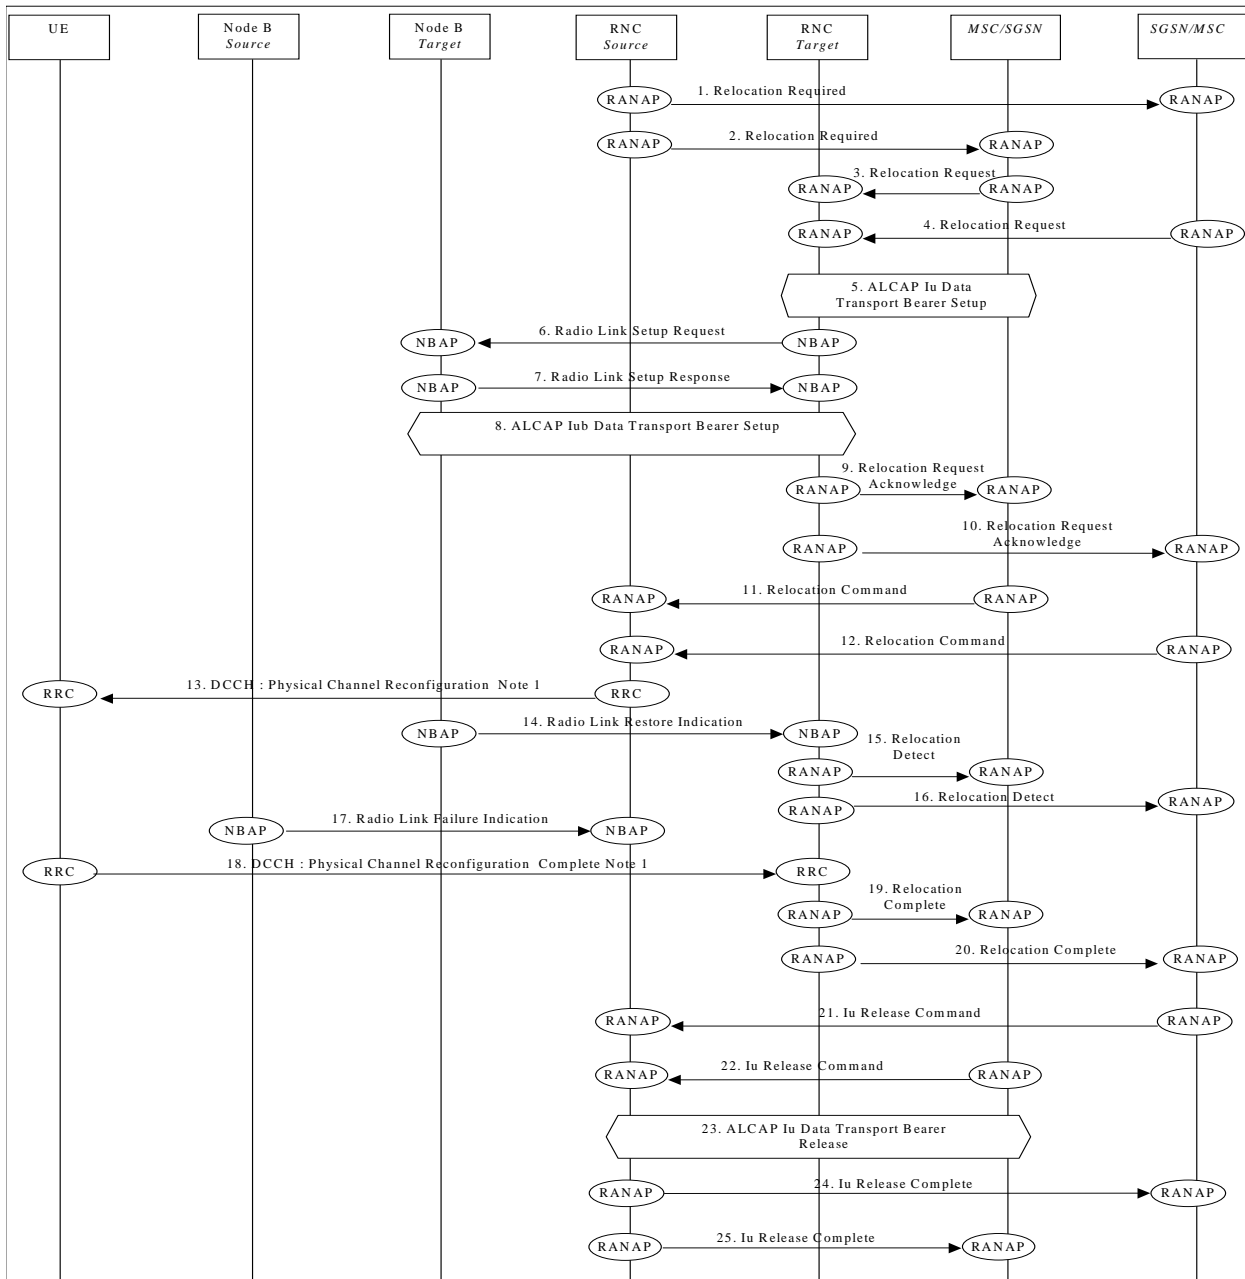 UE
Node B
Source
Node B
Target
RNC
Source
RNC
Target
MSC/SGSN
SGSN/MSC
RANAP
1. Relocation Required
RANAP
RANAP
2. Relocation Required
RANAP
RANAP
3. Relocation Request
RANAP
RANAP
4. Relocation Request
RANAP
5. ALCAP Iu Data
Transport Bearer Setup
NBAP
6. Radio Link Setup Request
NBAP
NBAP
7. Radio Link Setup Response
NBAP
8. ALCAP Iub Data Transport Bearer Setup
RANAP
9. Relocation Request
Acknowledge
RANAP
RANAP
10. Relocation Request
Acknowledge
RANAP
RANAP
11. Relocation Command
RANAP
RANAP
12. Relocation Command
RANAP
RRC
13. DCCH : Physical Channel Reconfiguration Note 1
RRC
NBAP
14. Radio Link Restore Indication
NBAP
RANAP
15. Relocation
Detect
RANAP
RANAP
16. Relocation Detect
RANAP
NBAP
17. Radio Link Failure Indication
NBAP
RRC
18. DCCH : Physical Channel Reconfiguration Complete Note 1
RRC
RANAP
19. Relocation
Complete
RANAP
RANAP
20. Relocation Complete
RANAP
RANAP
21. Iu Release Command
RANAP
RANAP
22. Iu Release Command
RANAP
23. ALCAP Iu Data Transport Bearer
Release
RANAP
24. Iu Release Complete
RANAP
RANAP
25. Iu Release Complete
RANAP